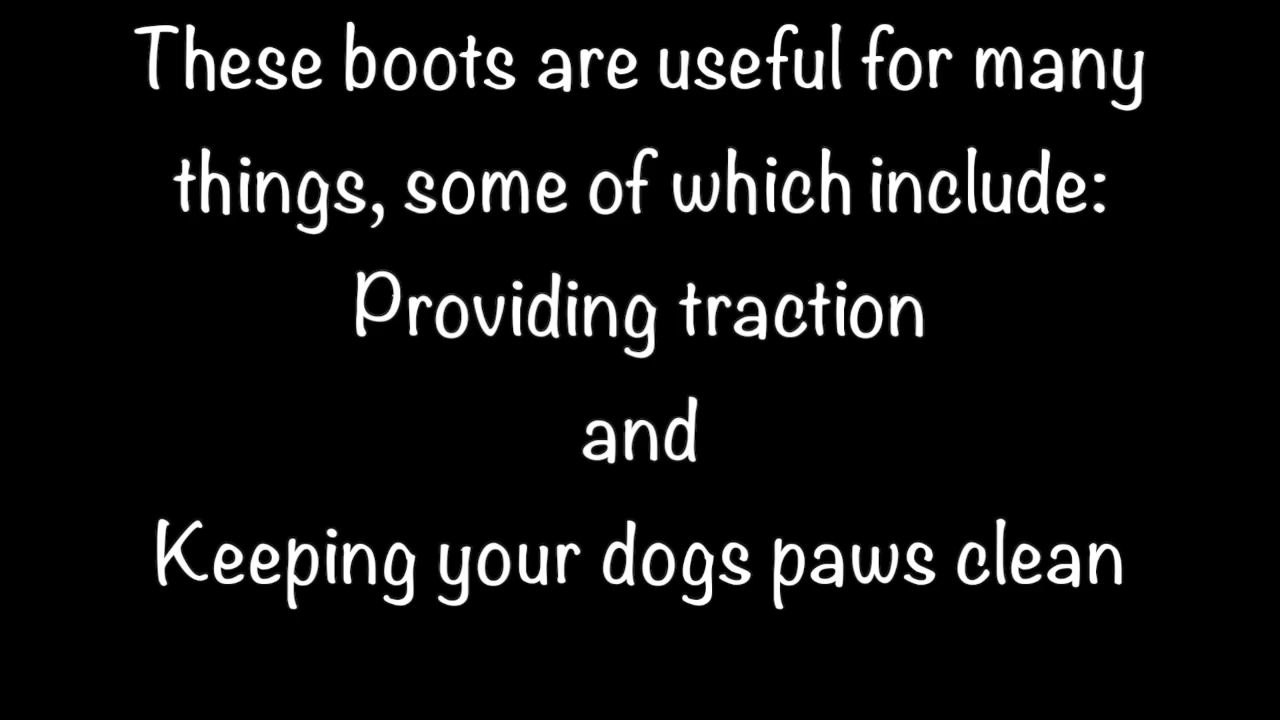 These boots are useful for many
things, some of which include:
Providing traction
and
Keeping your dogs paws clean